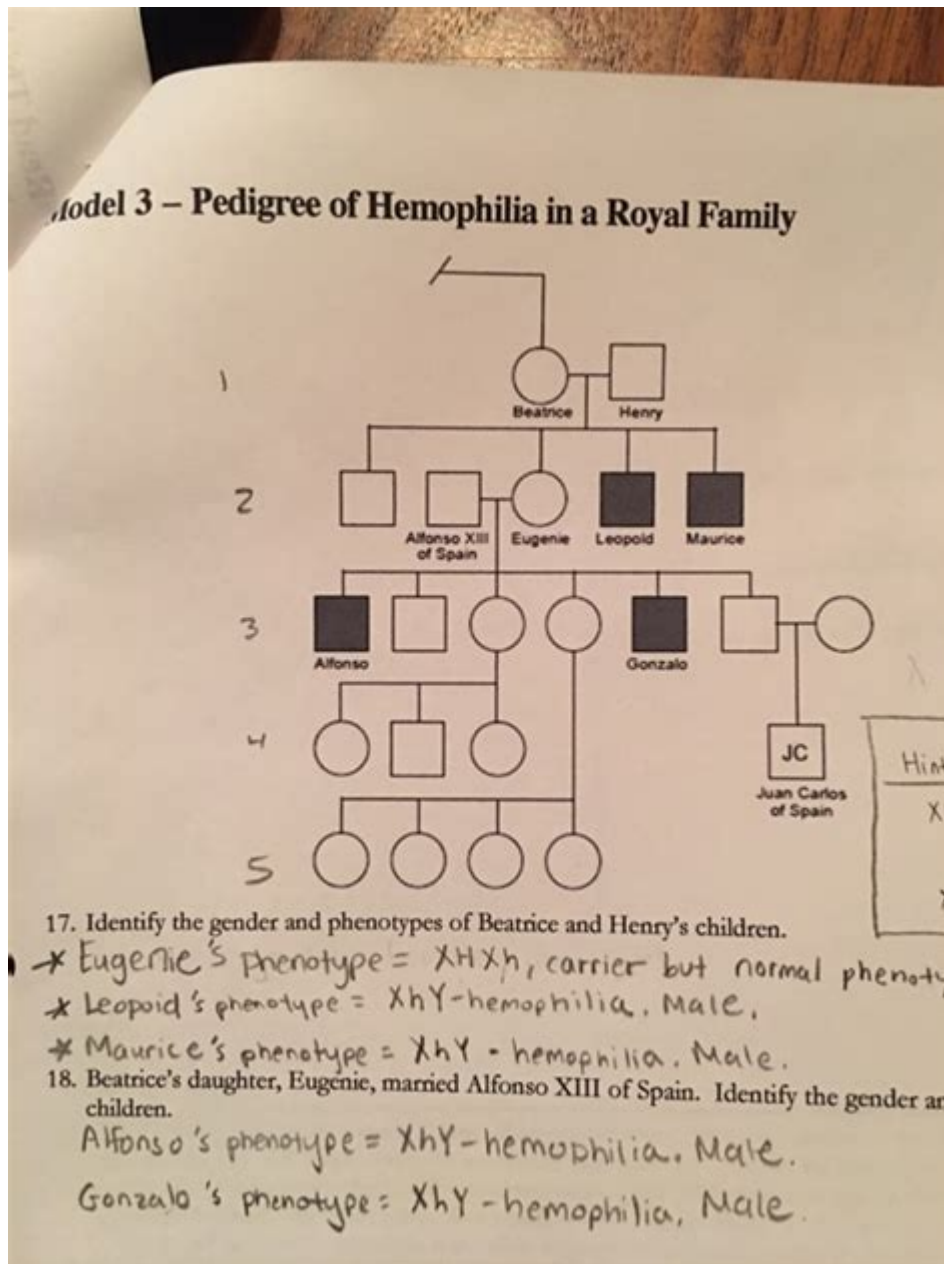 Model 3 – Pedigree of Hemophilia in a Royal Family
1
Beatrice Henry
2
Alfonso XIII
of Spain
Eugenie Leopold Maurice
3
Alfonso Gonzalo
4
JC
Juan Carlos
of Spain
Hint
X
5
17. Identify the gender and phenotypes of Beatrice and Henry's children.
* Eugenie's phenotype = XHXh, carrier but normal phenoty
* Leopoid's phenotype = XhY-hemophilia. Male.
* Maurice's phenotype = XhY - hemophilia. Male.
18. Beatrice's daughter, Eugenie, married Alfonso XIII of Spain. Identify the gender an
children.
Alfonso's phenotype = XhY-hemophilia. Male.
Gonzalo's phenotype = XhY-hemophilia, Male.